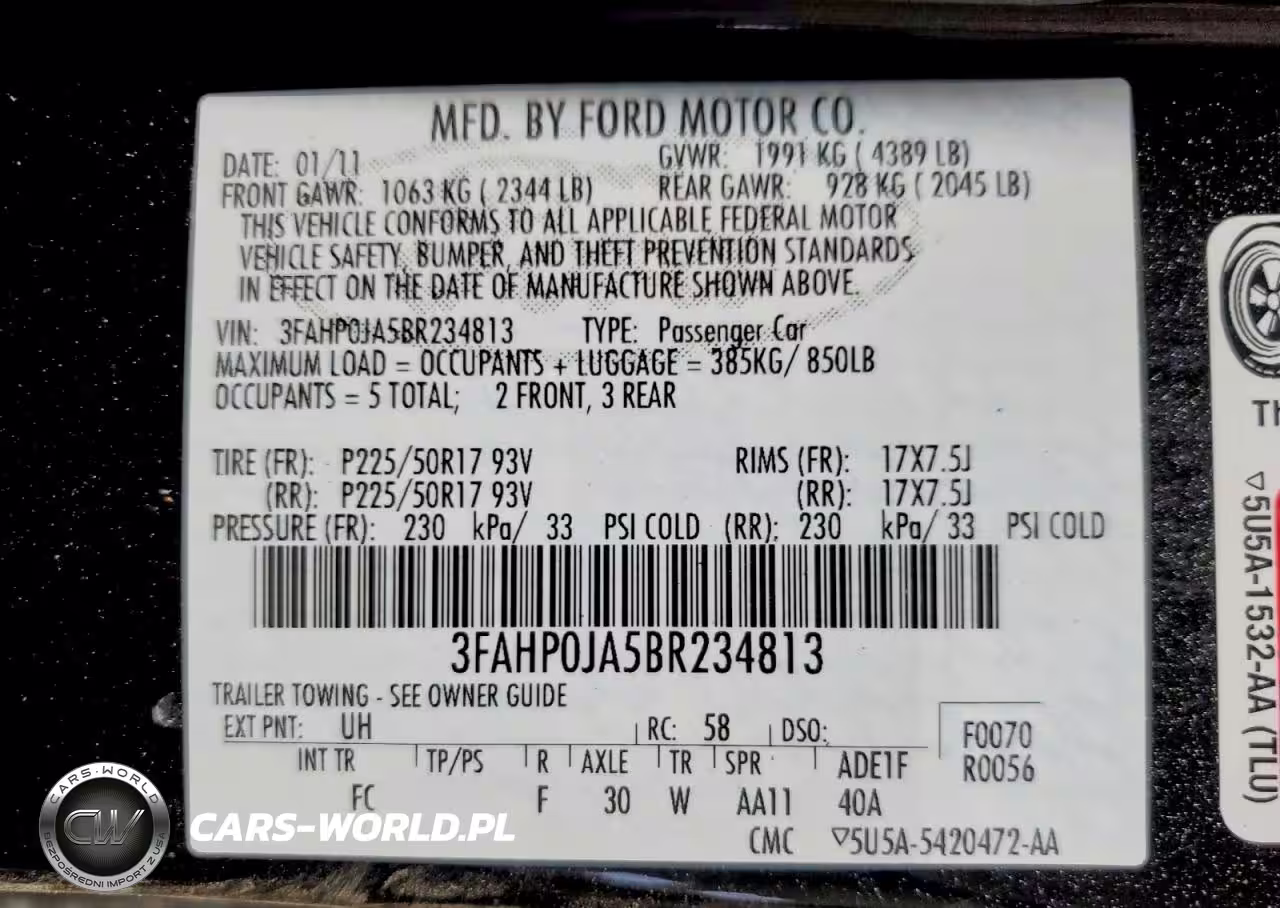 MFD. BY FORD MOTOR CO.
DATE: 01/11 GVWR: 1991 KG ( 4389 LB)
FRONT GAWR: 1063 KG ( 2344 LB) REAR GAWR: 928 KG ( 2045 LB)
THIS VEHICLE CONFORMS TO ALL APPLICABLE FEDERAL MOTOR
VEHICLE SAFETY, BUMPER, AND THEFT PREVENTION STANDARDS
IN EFFECT ON THE DATE OF MANUFACTURE SHOWN ABOVE.
VIN: 3FAHP0JA5BR234813 TYPE: Passenger Car
MAXIMUM LOAD = OCCUPANTS + LUGGAGE = 385KG/ 850LB
OCCUPANTS = 5 TOTAL; 2 FRONT, 3 REAR
TIRE (FR): P225/50R17 93V RIMS (FR): 17X7.5J
(RR): P225/50R17 93V (RR): 17X7.5J
PRESSURE (FR): 230 kPa/ 33 PSI COLD (RR): 230 kPa/ 33 PSI COLD
3FAHP0JA5BR234813
TRAILER TOWING - SEE OWNER GUIDE
EXT PNT: UH RC: 58 DSO: F0070
INT TR TP/PS R AXLE TR SPR ADE1F R0056
FC F 30 W AA11 40A
CMC ▽5U5A-5420472-AA
▽5U5A-1532-AA (TLU)
CARS-WORLD
CW
BEZPOŚREDNI IMPORT Z USA
CARS-WORLD.PL